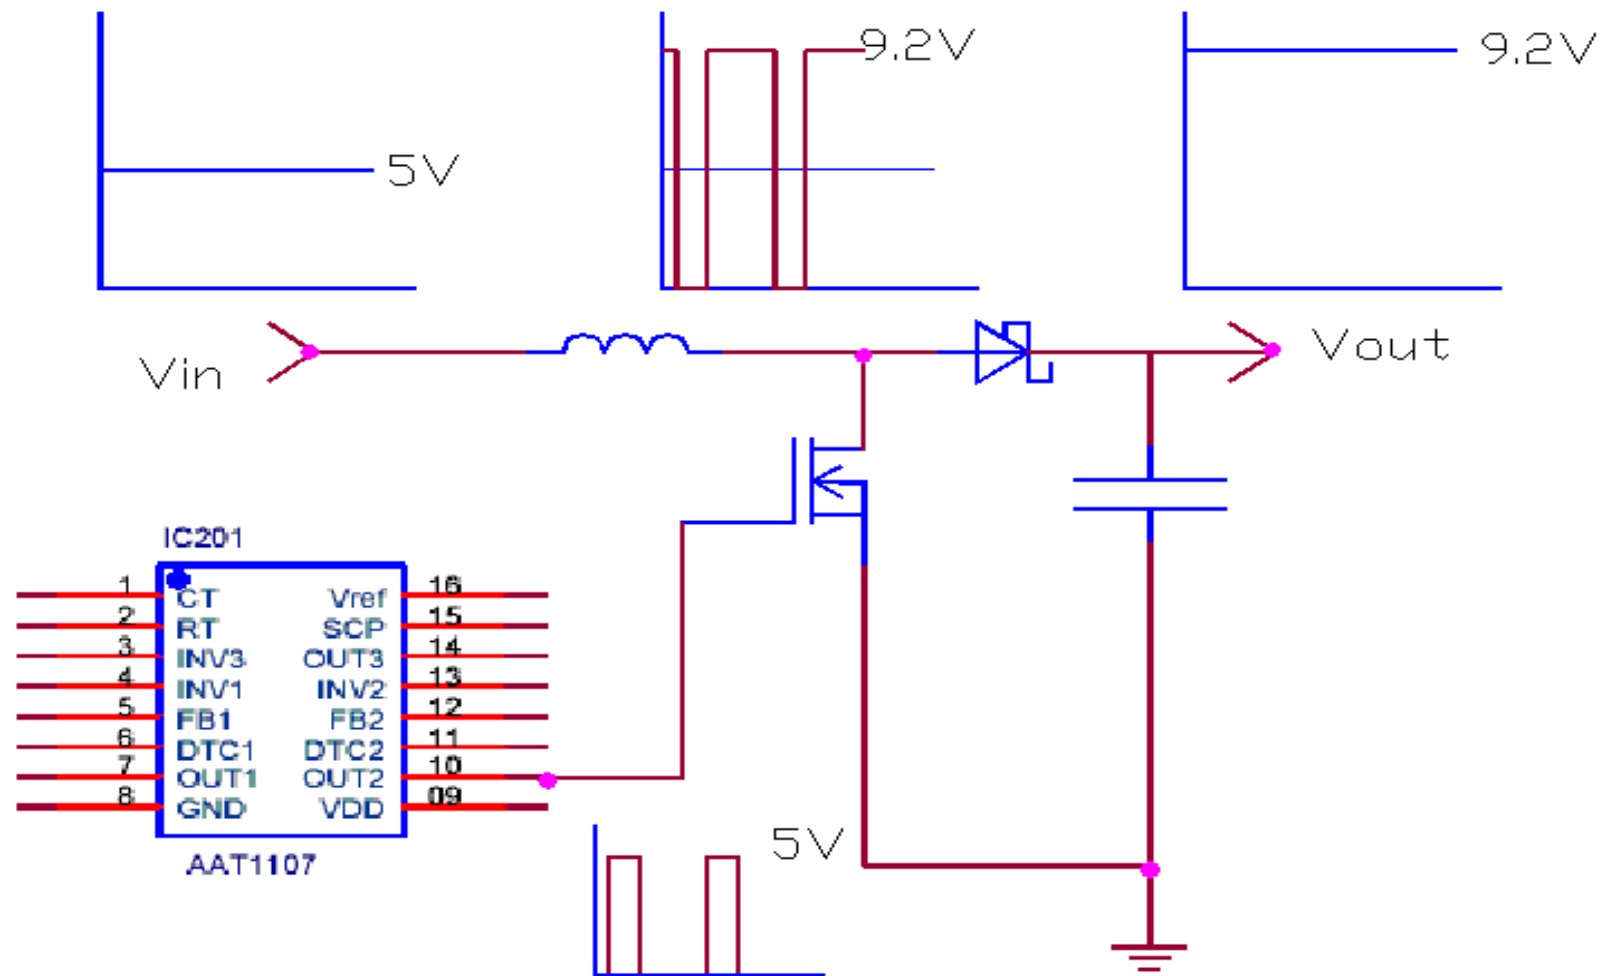 5V
9.2V
9.2V
Vin
Vout
IC201
1 CT Vref 16
2 RT SCP 15
3 INV3 OUT3 14
4 INV1 INV2 13
5 FB1 FB2 12
6 DTC1 DTC2 11
7 OUT1 OUT2 10
8 GND VDD 09
AAT1107
5V